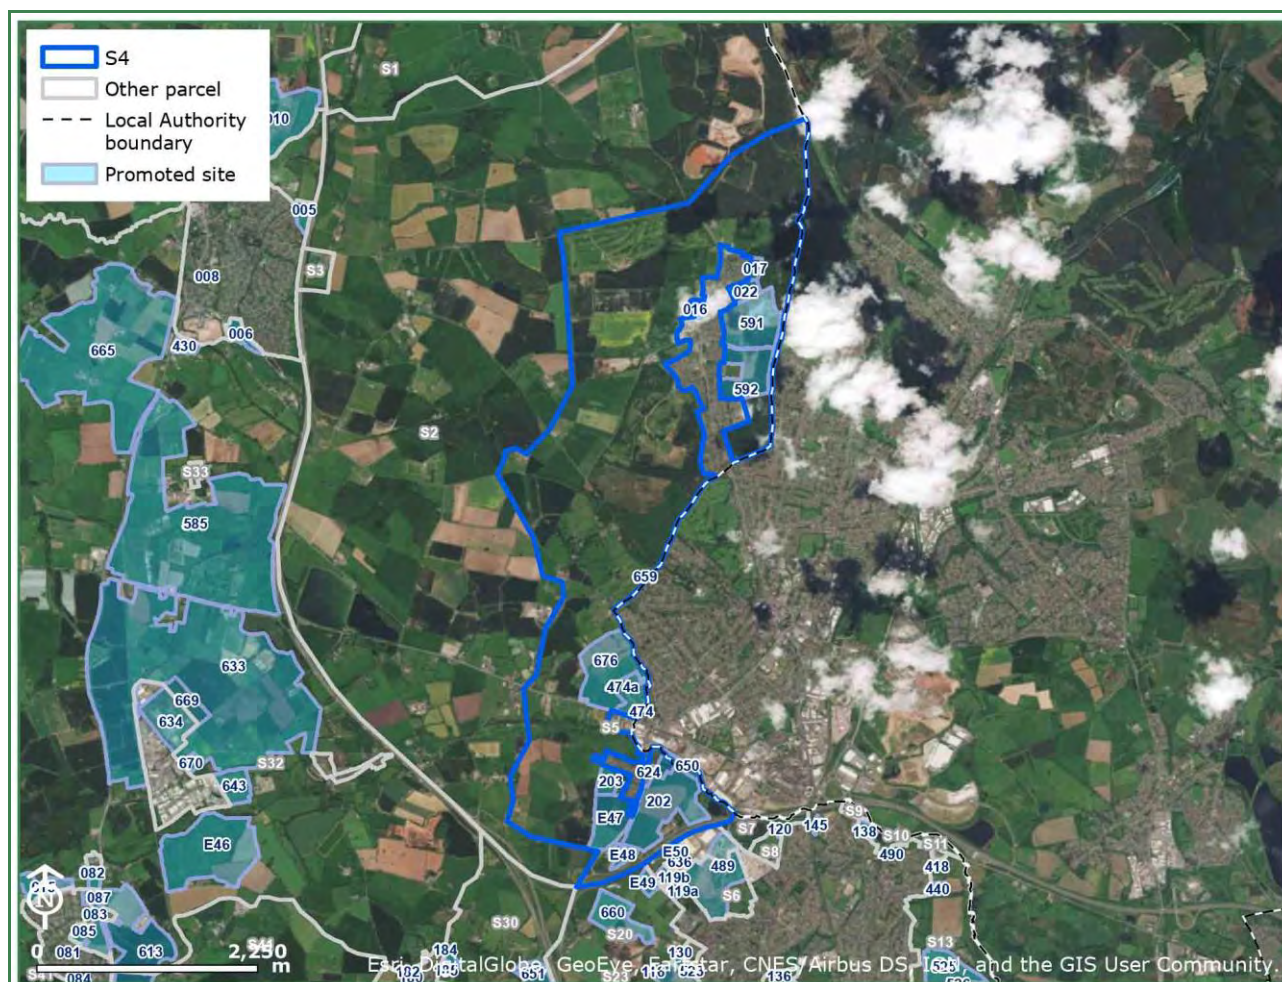 S4
Other parcel
Local Authority
boundary
Promoted site
S1
010
005
S3
008
017
022
016
591
006
430
665
592
S2
S33
585
659
676
633
474a
669
474
634
S5
670
S32
643
624
650
203
202
E47
S7
120
145
S9
138
S10
S11
E46
E50
S8
490
E48
636
489
418
082
119b
E49
119a
440
087
S6
083
660
S30
085
S20
S13
081
613
184
130
0
2,250
m
N
084
651
S23
136
Esri, DigitalGlobe, GeoEye, Earthstar, CNES/Airbus DS, IGN, and the GIS User Community.